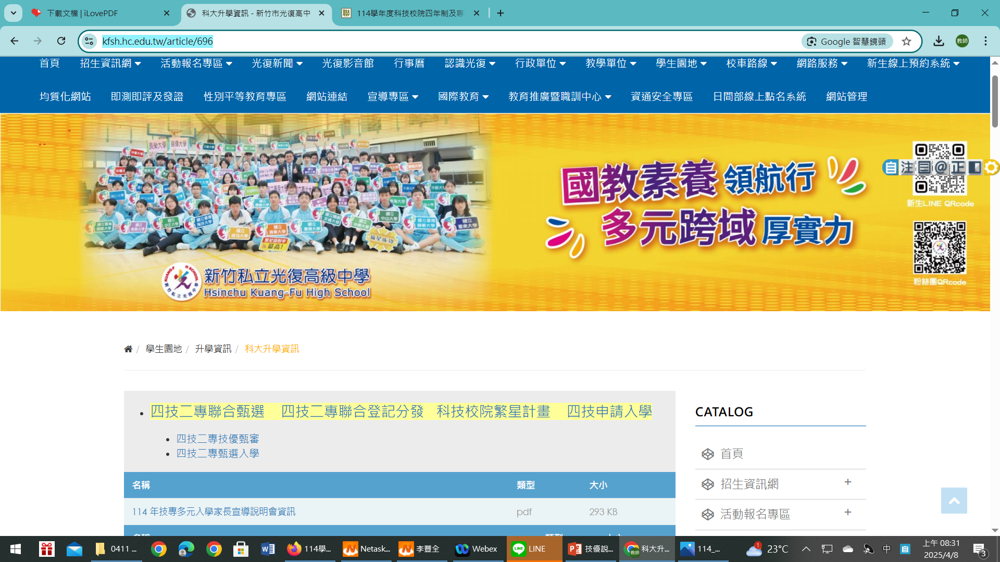 下載文檔 | iLovePDF
科大升學資訊 - 新竹市光復高中
聯 114學年度科技校院四年制及專
kfsh.hc.edu.tw/article/696
Google 智慧鏡頭
教師
首頁 招生資訊網 活動報名專區 光復新聞 光復影音館 行事曆 認識光復 行政單位 教學單位 學生園地 校車路線 網路服務 新生線上預約系統
均質化網站 即測即評及發證 性別平等教育專區 網站連結 宣導專區 國際教育 教育推廣暨職訓中心 資通安全專區 日間部線上點名系統 網站管理
國教素養 領航行
多元跨域 厚實力
新生LINE QRcode
粉絲團QRcode
新竹私立光復高級中學
Hsinchu Kuang-Fu High School
學生園地 / 升學資訊 / 科大升學資訊
四技二專聯合甄選 四技二專聯合登記分發 科技校院繁星計畫 四技申請入學
四技二專技優甄審
四技二專甄選入學
名稱 類型 大小
114 年技專多元入學家長宣導說明會資訊 pdf 293 KB
CATALOG
首頁
招生資訊網 +
活動報名專區 +
0411 ... 114學... Netask... 李豐全 Webex LINE 技優說... 科大升... 114_... 23°C 中 上午 08:31
2025/4/8 3